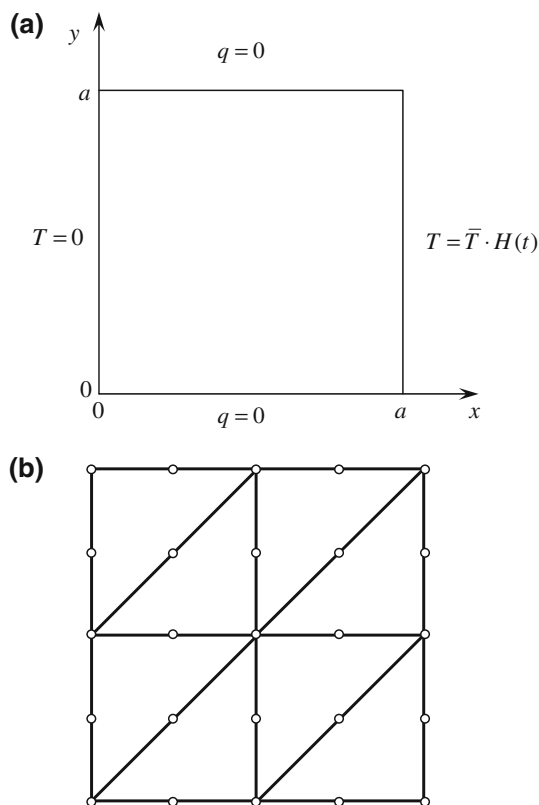 (a)
y
q = 0
a
T = 0
T = T̄ · H(t)
0
0
q = 0
a
x
(b)